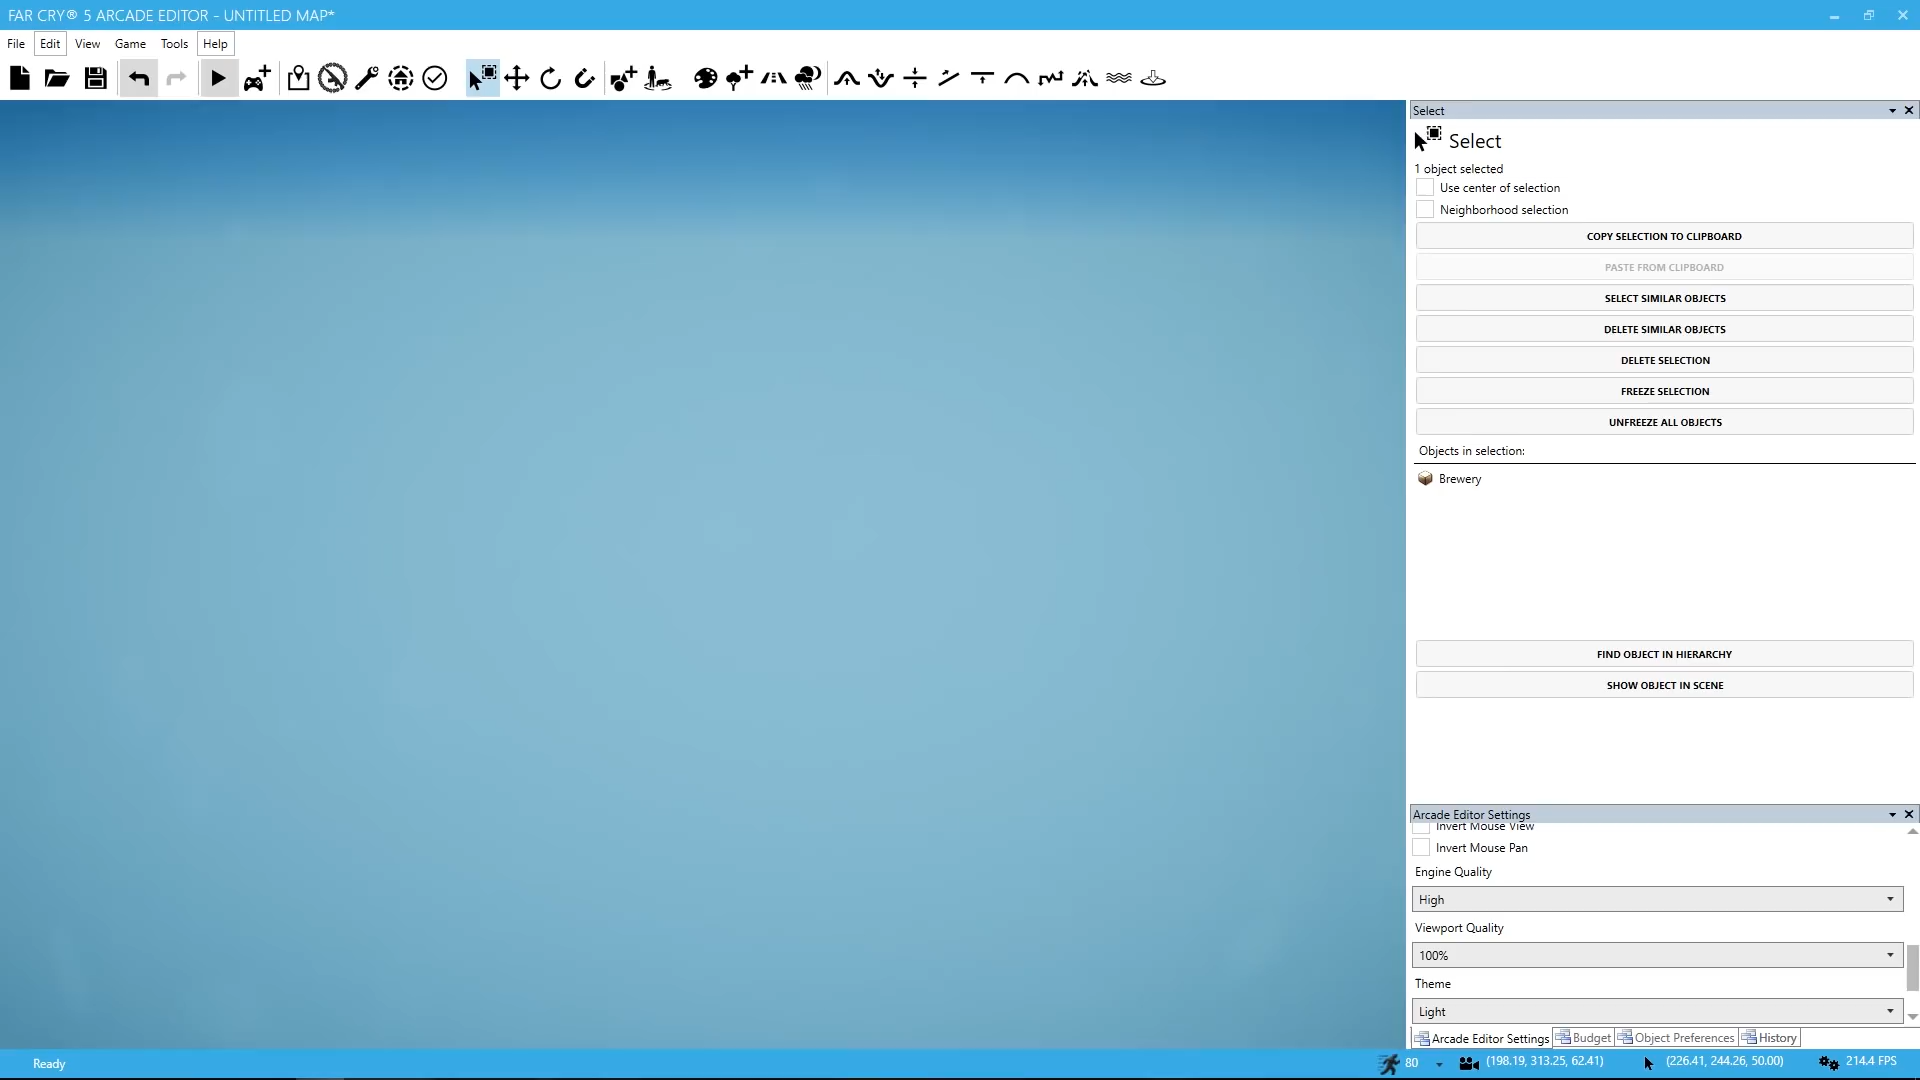 FAR CRY® 5 ARCADE EDITOR - UNTITLED MAP*
File Edit View Game Tools Help
Select
Select
1 object selected
Use center of selection
Neighborhood selection
COPY SELECTION TO CLIPBOARD
PASTE FROM CLIPBOARD
SELECT SIMILAR OBJECTS
DELETE SIMILAR OBJECTS
DELETE SELECTION
FREEZE SELECTION
UNFREEZE ALL OBJECTS
Objects in selection:
Brewery
FIND OBJECT IN HIERARCHY
SHOW OBJECT IN SCENE
Arcade Editor Settings
Invert Mouse View
Invert Mouse Pan
Engine Quality
High
Viewport Quality
100%
Theme
Light
Arcade Editor Settings Budget Object Preferences History
Ready 80 (198.19, 313.25, 62.41) (226.41, 244.26, 50.00) 214.4 FPS